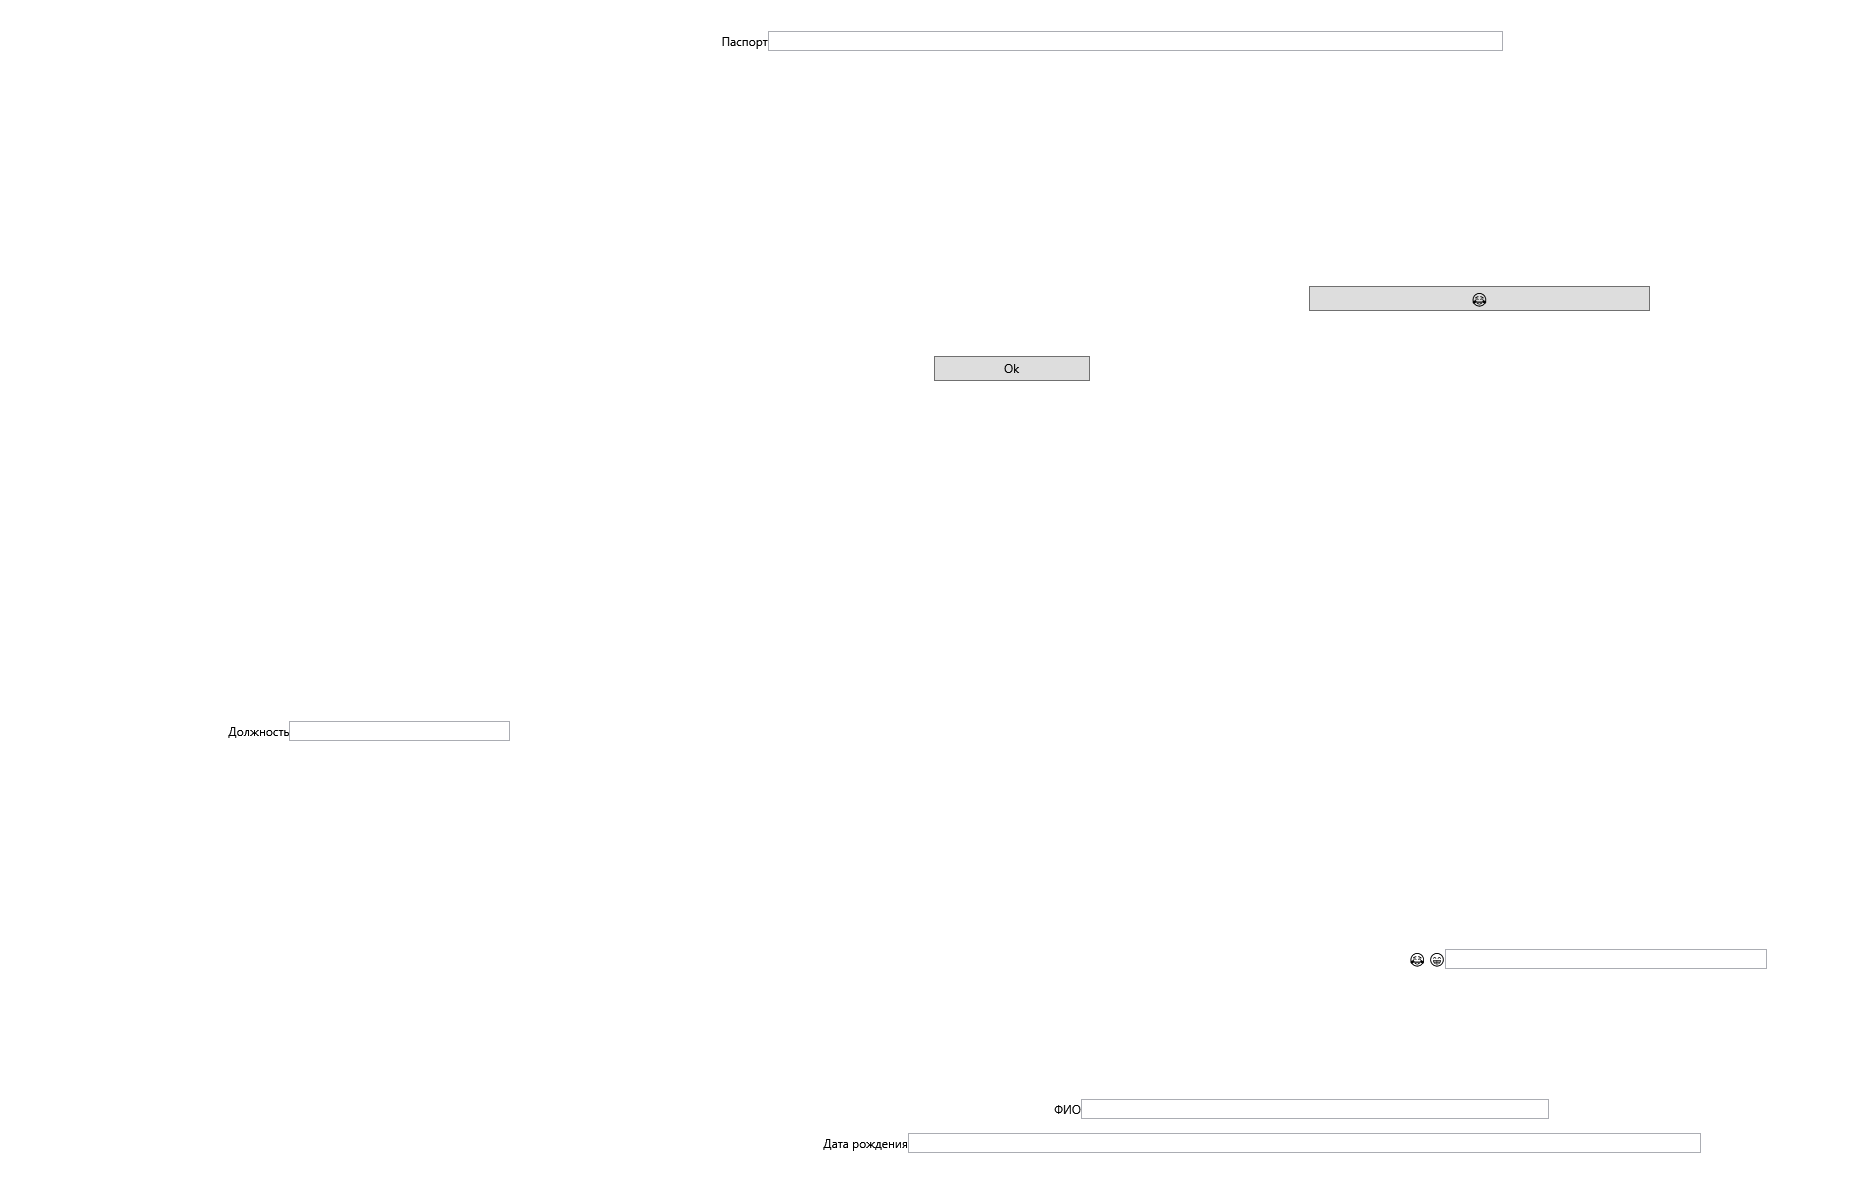 Паспорт
🤣
Ok
Должность
🤣 😁
ФИО
Дата рождения